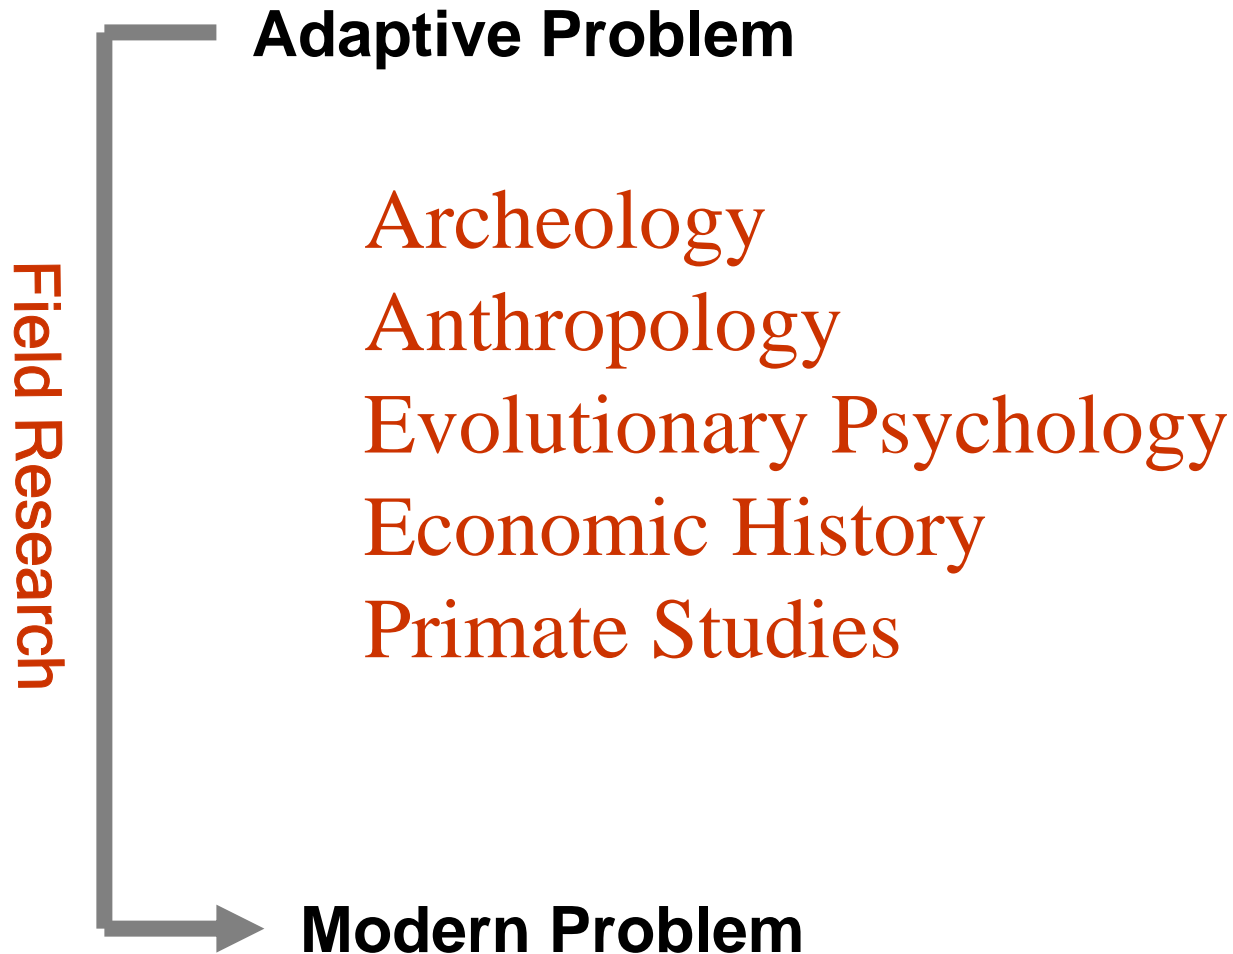 Adaptive Problem
Archeology
Anthropology
Evolutionary Psychology
Economic History
Primate Studies
Field Research
Modern Problem